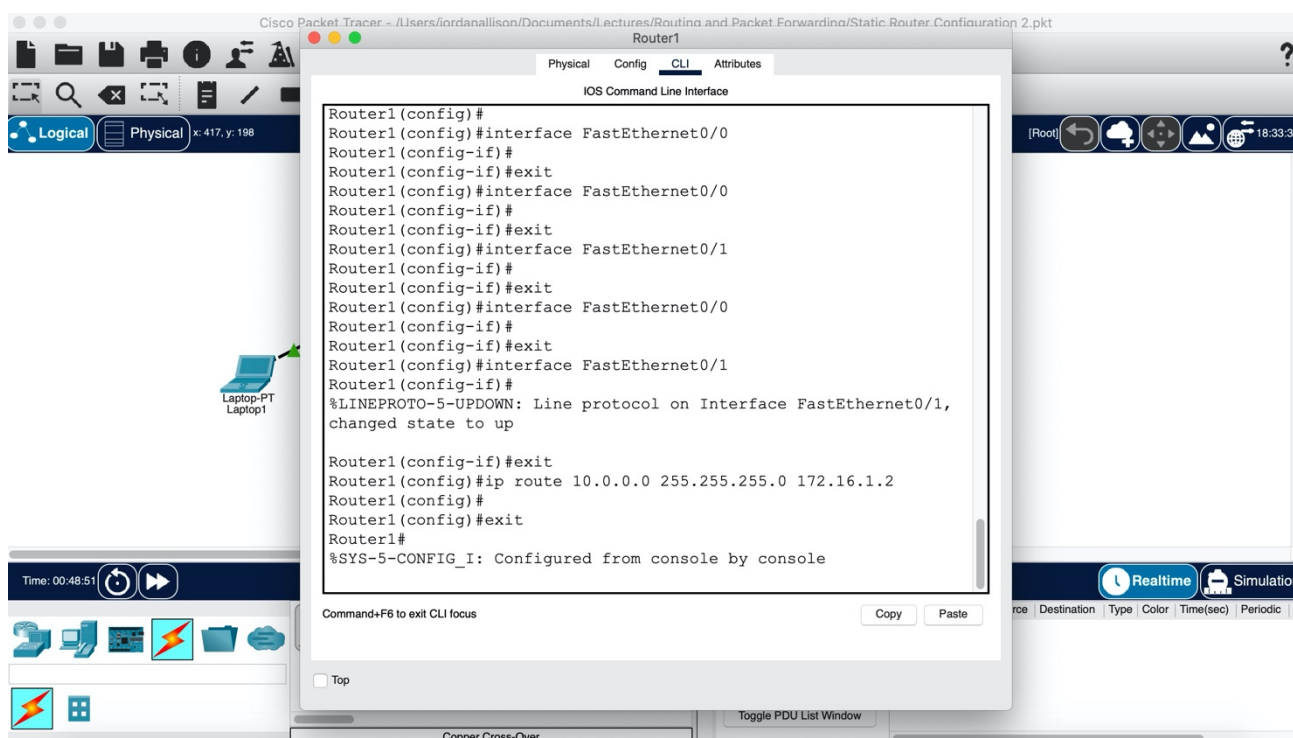 Cisco Packet Tracer - /Users/jordanallison/Documents/Lectures/Routing and Packet Forwarding/Static Router Configuration 2.pkt
Router1
Physical Config CLI Attributes
IOS Command Line Interface
Logical
Physical
x: 417, y: 198
[Root]
18:33:3
Router1(config)#
Router1(config)#interface FastEthernet0/0
Router1(config-if)#
Router1(config-if)#exit
Router1(config)#interface FastEthernet0/0
Router1(config-if)#
Router1(config-if)#exit
Router1(config)#interface FastEthernet0/1
Router1(config-if)#
Router1(config-if)#exit
Router1(config)#interface FastEthernet0/0
Router1(config-if)#
Router1(config-if)#exit
Router1(config)#interface FastEthernet0/1
Router1(config-if)#
%LINEPROTO-5-UPDOWN: Line protocol on Interface FastEthernet0/1,
changed state to up
Router1(config-if)#exit
Router1(config)#ip route 10.0.0.0 255.255.255.0 172.16.1.2
Router1(config)#
Router1(config)#exit
Router1#
%SYS-5-CONFIG_I: Configured from console by console
Laptop-PT
Laptop1
Time: 00:48:51
Realtime
Simulatio
Command+F6 to exit CLI focus
Copy
Paste
rce Destination Type Color Time(sec) Periodic
Top
Toggle PDU List Window
Copper Cross-Over